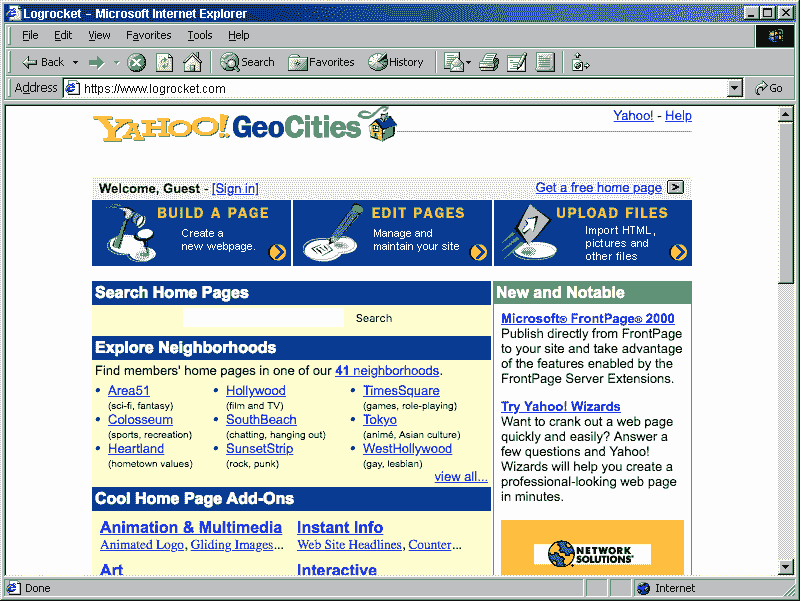 Logrocket - Microsoft Internet Explorer
File Edit View Favorites Tools Help
Back Search Favorites History
Address https://www.logrocket.com Go
YAHOO! GeoCities
Yahoo! - Help
Welcome, Guest - [Sign in]
Get a free home page >
BUILD A PAGE
Create a
new webpage.
EDIT PAGES
Manage and
maintain your site
UPLOAD FILES
Import HTML,
pictures and
other files
Search Home Pages
Search
Explore Neighborhoods
Find members' home pages in one of our 41 neighborhoods.
• Area51
(sci-fi, fantasy)
• Hollywood
(film and TV)
• TimesSquare
(games, role-playing)
• Colosseum
(sports, recreation)
• SouthBeach
(chatting, hanging out)
• Tokyo
(animé, Asian culture)
• Heartland
(hometown values)
• SunsetStrip
(rock, punk)
• WestHollywood
(gay, lesbian)
view all...
Cool Home Page Add-Ons
Animation & Multimedia
Animated Logo, Gliding Images...
Instant Info
Web Site Headlines, Counter...
Art
Interactive
New and Notable
Microsoft® FrontPage® 2000
Publish directly from FrontPage
to your site and take advantage
of the features enabled by the
FrontPage Server Extensions.
Try Yahoo! Wizards
Want to crank out a web page
quickly and easily? Answer a
few questions and Yahoo!
Wizards will help you create a
professional-looking web page
in minutes.
NETWORK
SOLUTIONS®
Done
Internet